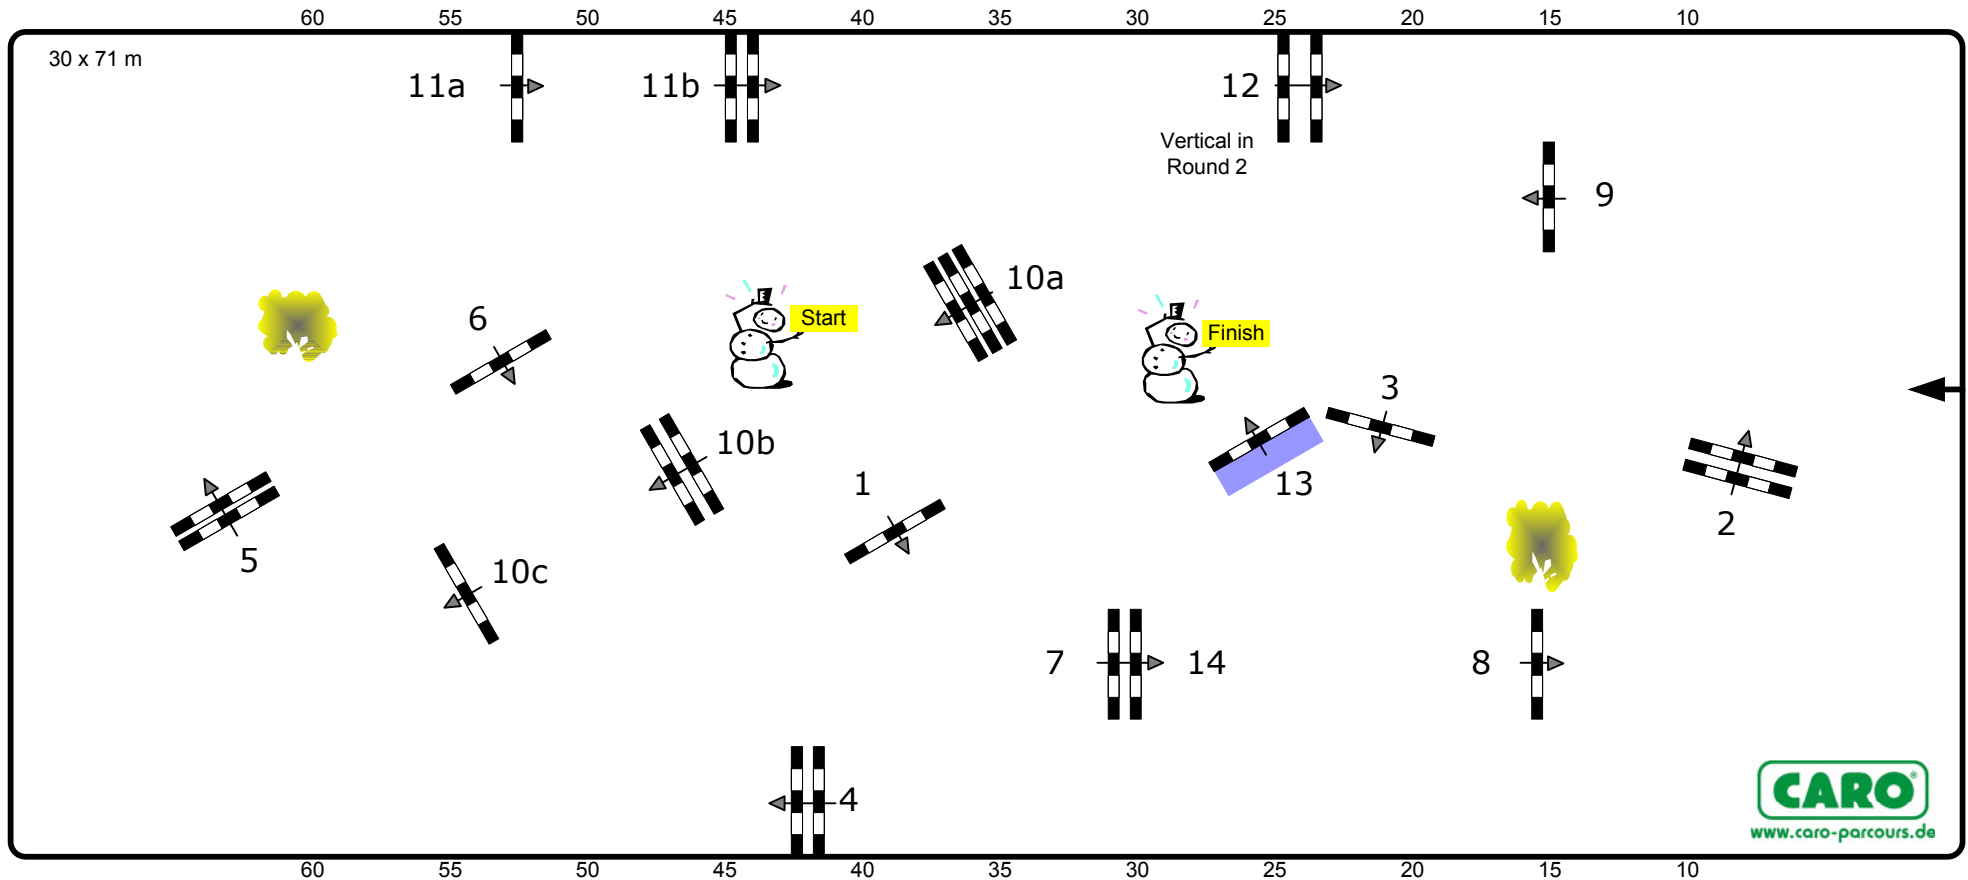 60 55 50 45 40 35 30 25 20 15 10
30 x 71 m
11a 11b 12
Vertical in
Round 2
9
10a
6 Start
Finish
3
10b
1 13
2
5
10c
7 14 8
4
CARO®
www.caro-parcours.de
60 55 50 45 40 35 30 25 20 15 10